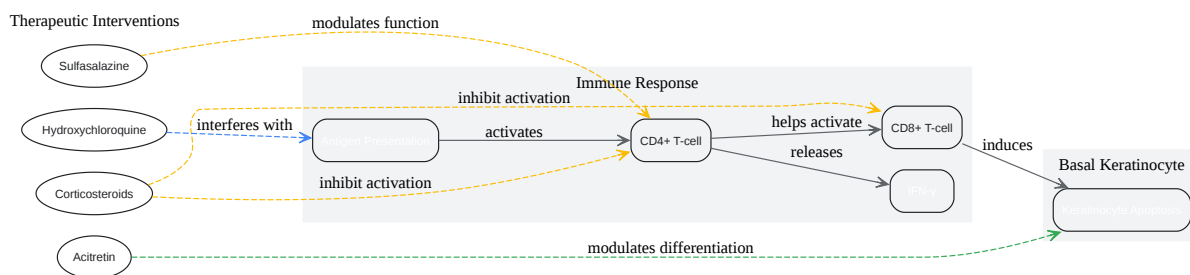 Therapeutic Interventions
modulates function
Sulfasalazine
Immune Response
inhibit activation
Hydroxychloroquine
interferes with
Antigen Presentation
activates
CD4+ T-cell
helps activate
CD8+ T-cell
induces
releases
Basal Keratinocyte
inhibit activation
Corticosteroids
IFN-γ
Keratinocyte Apoptosis
Acitretin
modulates differentiation